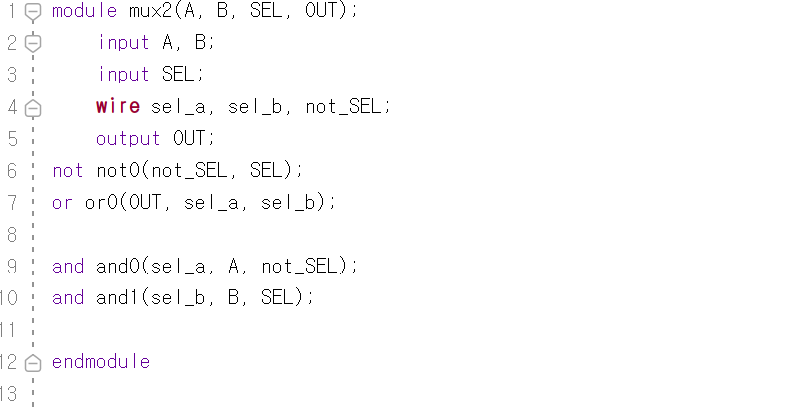 1 module mux2(A, B, SEL, OUT);
2 input A, B;
3 input SEL;
4 wire sel_a, sel_b, not_SEL;
5 output OUT;
6 not not0(not_SEL, SEL);
7 or or0(OUT, sel_a, sel_b);
8
9 and and0(sel_a, A, not_SEL);
10 and and1(sel_b, B, SEL);
11
12 endmodule
13